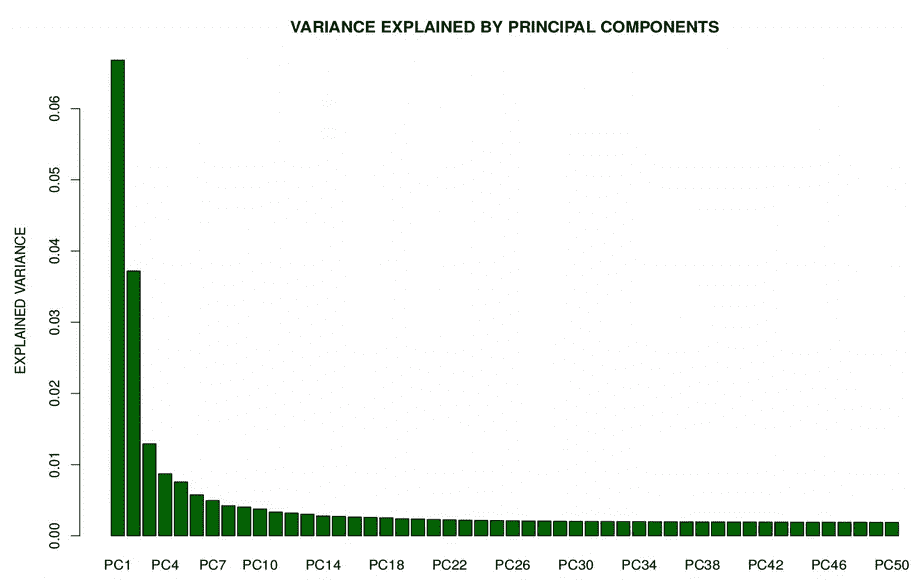 VARIANCE EXPLAINED BY PRINCIPAL COMPONENTS
EXPLAINED VARIANCE
0.06
0.05
0.04
0.03
0.02
0.01
0.00
PC1 PC4 PC7 PC10 PC14 PC18 PC22 PC26 PC30 PC34 PC38 PC42 PC46 PC50